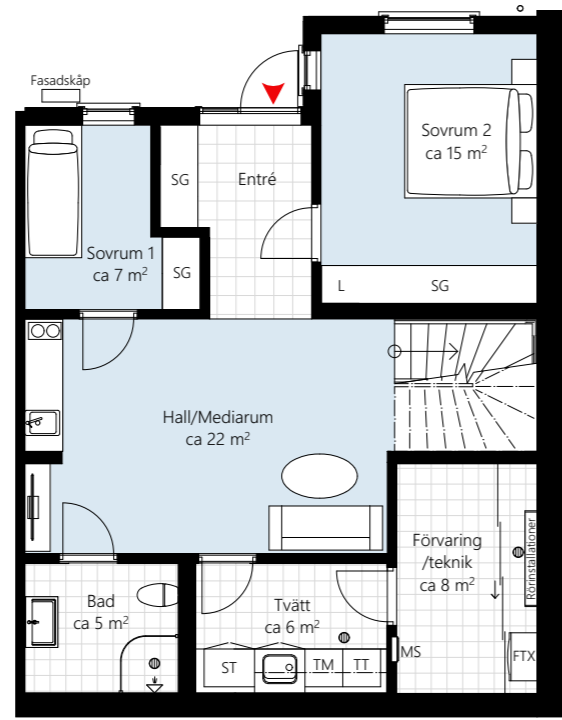 Fasadskåp
Sovrum 2
ca 15 m²
SG
Entré
Sovrum 1
ca 7 m²
SG
L
SG
Hall/Mediarum
ca 22 m²
Förvaring
/teknik
ca 8 m²
Rörinstallationer
Bad
ca 5 m²
Tvätt
ca 6 m²
MS
FTX
ST
TM
TT